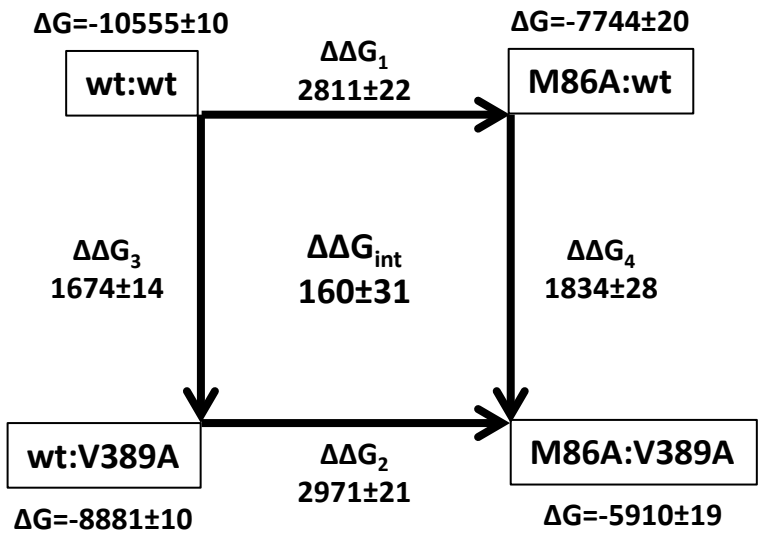 ΔG=-10555±10
ΔG=-7744±20
wt:wt
ΔΔG₁
2811±22
M86A:wt
ΔΔG₃
1674±14
ΔΔG_int
160±31
ΔΔG₄
1834±28
wt:V389A
ΔΔG₂
2971±21
M86A:V389A
ΔG=-8881±10
ΔG=-5910±19